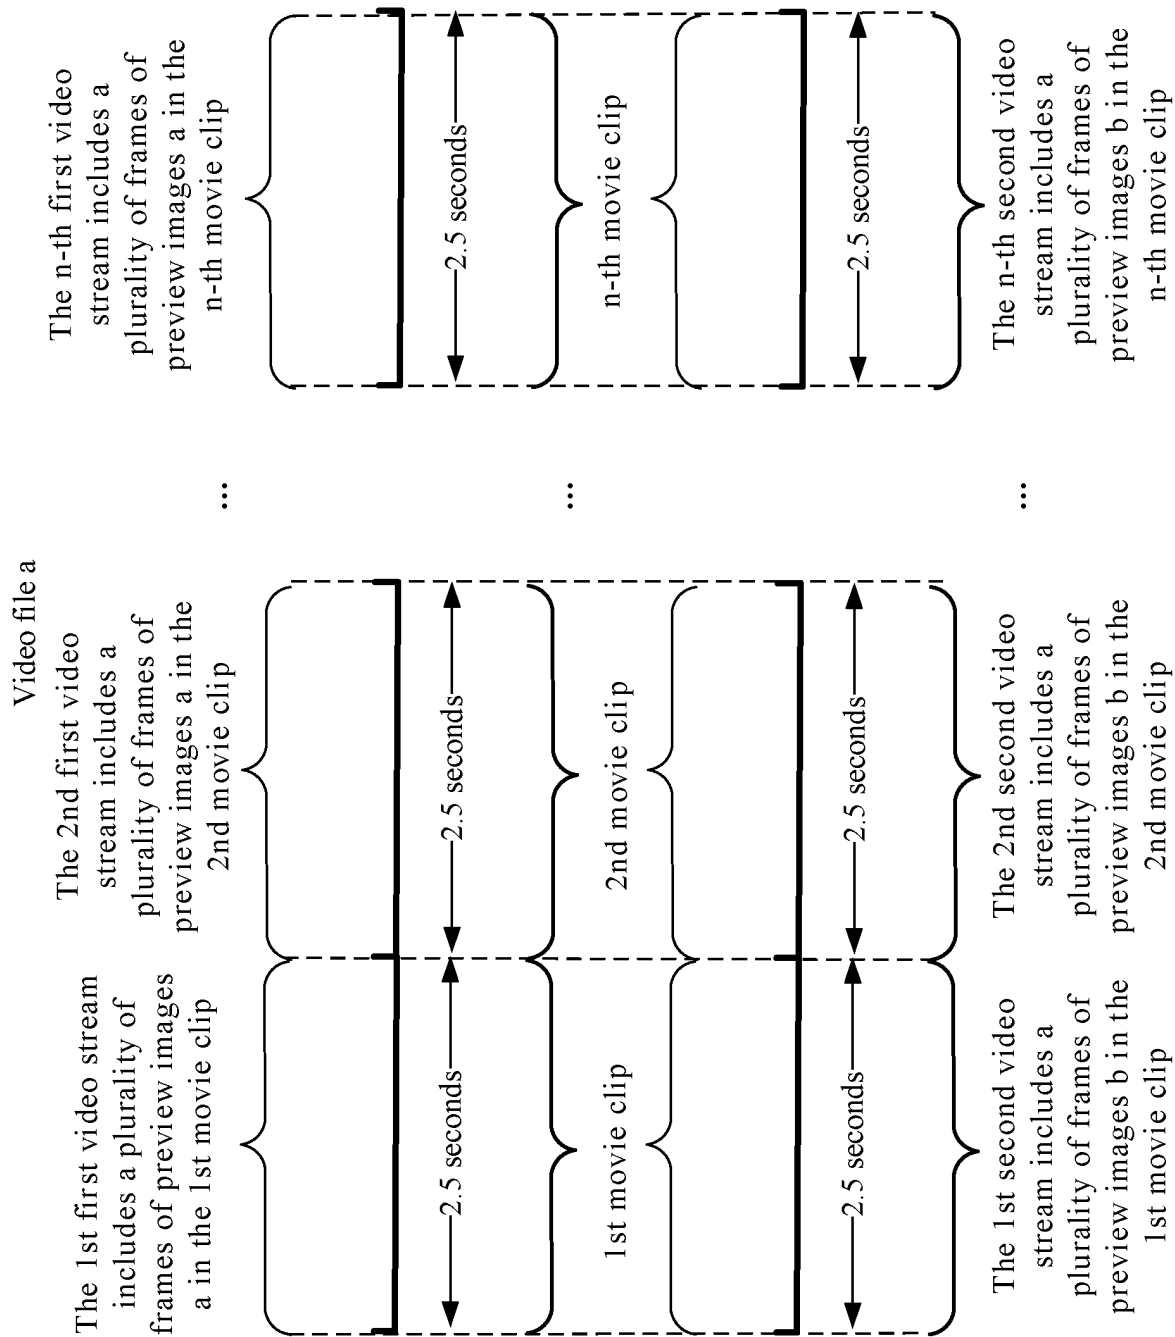 Video file a
The 1st first video stream
includes a plurality of
frames of preview images
a in the 1st movie clip
The 2nd first video
stream includes a
plurality of frames of
preview images a in the
2nd movie clip
...
The n-th first video
stream includes a
plurality of frames of
preview images a in the
n-th movie clip
2.5 seconds
2.5 seconds
2.5 seconds
1st movie clip
2nd movie clip
...
n-th movie clip
2.5 seconds
2.5 seconds
2.5 seconds
The 1st second video
stream includes a
plurality of frames of
preview images b in the
1st movie clip
The 2nd second video
stream includes a
plurality of frames of
preview images b in the
2nd movie clip
...
The n-th second video
stream includes a
plurality of frames of
preview images b in the
n-th movie clip